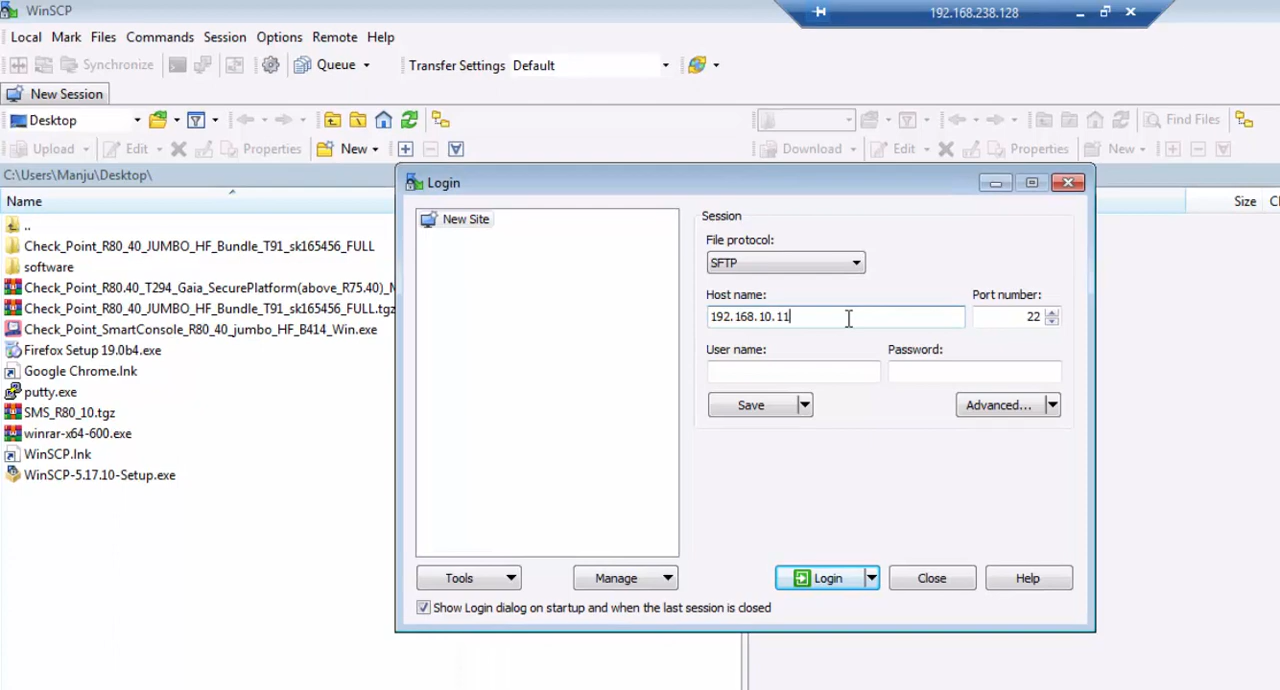 WinSCP
192.168.238.128
Local Mark Files Commands Session Options Remote Help
Synchronize Queue Transfer Settings Default
New Session
Desktop Find Files
Upload Edit Properties New Download Edit Properties New
C:\Users\Manju\Desktop\
Name Size
..
Check_Point_R80_40_JUMBO_HF_Bundle_T91_sk165456_FULL
software
Check_Point_R80.40_T294_Gaia_SecurePlatform(above_R75.40)_
Check_Point_R80_40_JUMBO_HF_Bundle_T91_sk165456_FULL.tgz
Check_Point_SmartConsole_R80_40_jumbo_HF_B414_Win.exe
Firefox Setup 19.0b4.exe
Google Chrome.lnk
putty.exe
SMS_R80_10.tgz
winrar-x64-600.exe
WinSCP.lnk
WinSCP-5.17.10-Setup.exe
Login
New Site
Session
File protocol:
SFTP
Host name: Port number:
192.168.10.11 22
User name: Password:
Save Advanced...
Tools Manage Login Close Help
Show Login dialog on startup and when the last session is closed